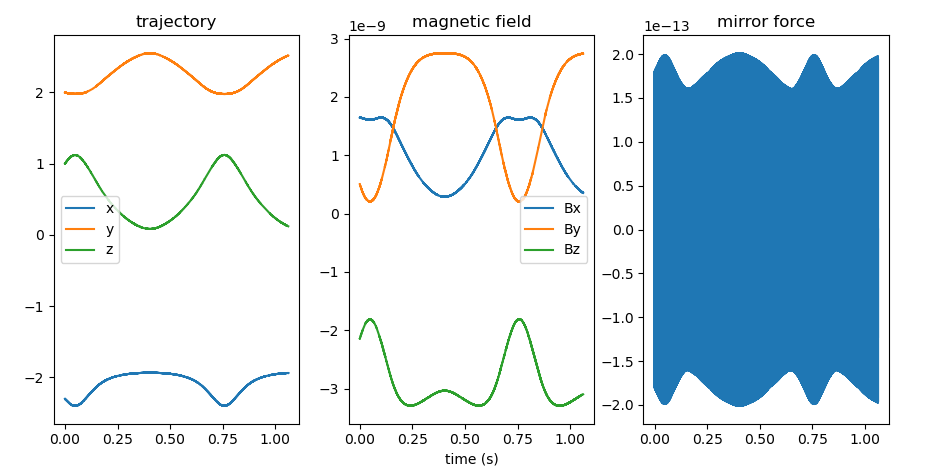 trajectory
2
1
0
−1
−2
0.00 0.25 0.50 0.75 1.00
x
y
z
magnetic field
1e−9
3
2
1
0
−1
−2
−3
0.00 0.25 0.50 0.75 1.00
time (s)
Bx
By
Bz
mirror force
1e−13
2.0
1.5
1.0
0.5
0.0
−0.5
−1.0
−1.5
−2.0
0.00 0.25 0.50 0.75 1.00